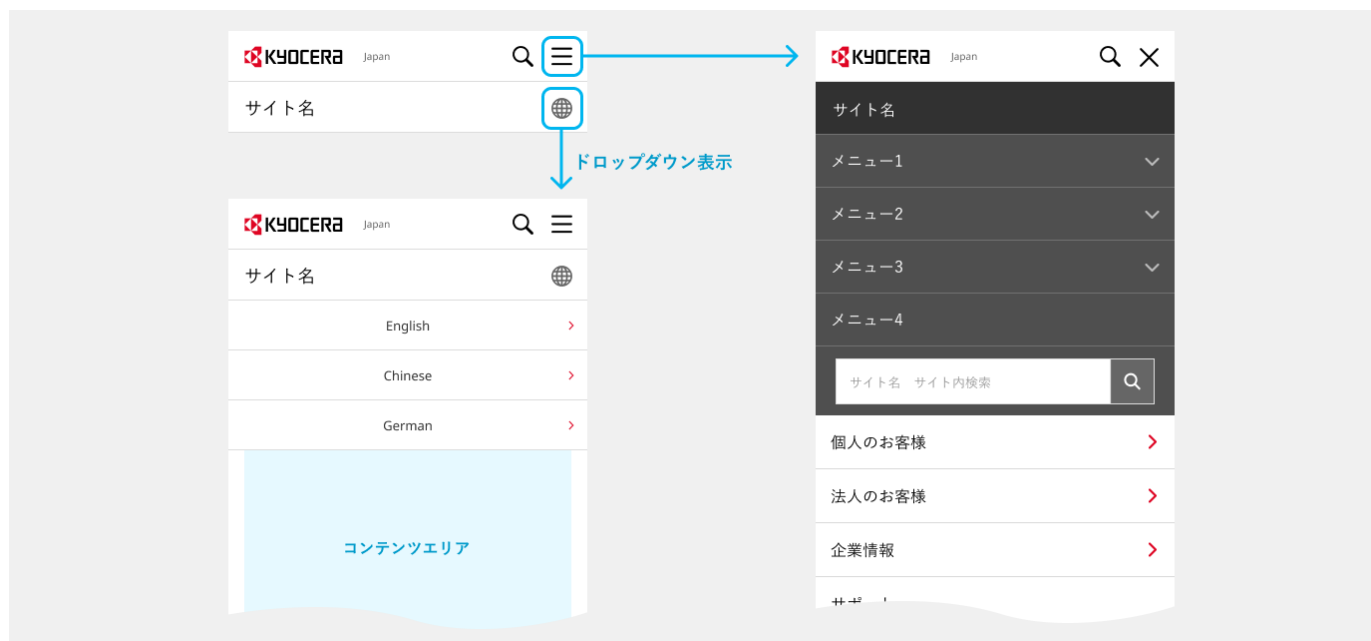 KYOCERA Japan
サイト名
ドロップダウン表示
KYOCERA Japan
サイト名
English
Chinese
German
コンテンツエリア
KYOCERA Japan
サイト名
メニュー1
メニュー2
メニュー3
メニュー4
サイト名 サイト内検索
個人のお客様
法人のお客様
企業情報